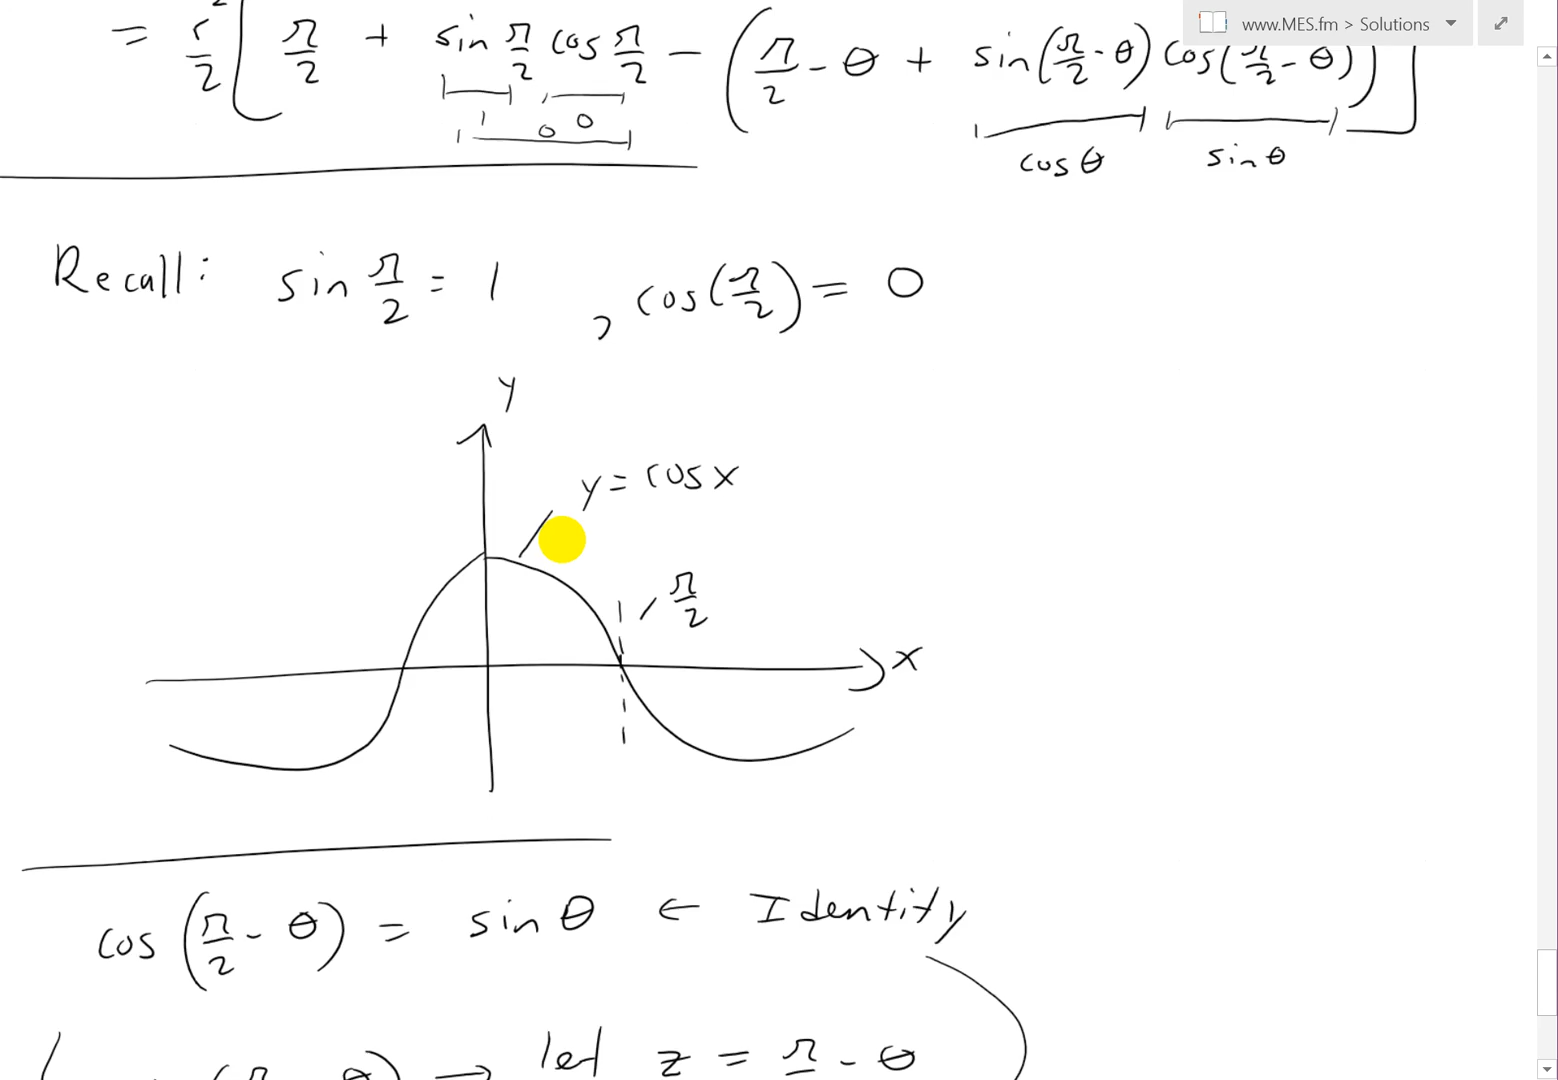 www.MES.fm > Solutions
= r²/2 [ π/2 + sin π/2 cos π/2 - ( π/2 - θ + sin(π/2 - θ) cos(π/2 - θ) ) ]
1 0
0
cos θ sin θ
Recall: sin π/2 = 1 , cos(π/2) = 0
y
y = cos x
π/2
x
cos (π/2 - θ) = sin θ ← Identity
(π - θ) → let z = π - θ